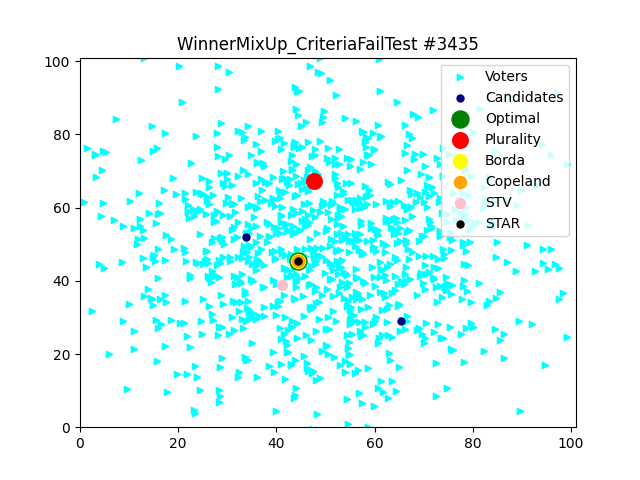 WinnerMixUp_CriteriaFailTest #3435
100
80
60
40
20
0
0 20 40 60 80 100
Voters
Candidates
Optimal
Plurality
Borda
Copeland
STV
STAR